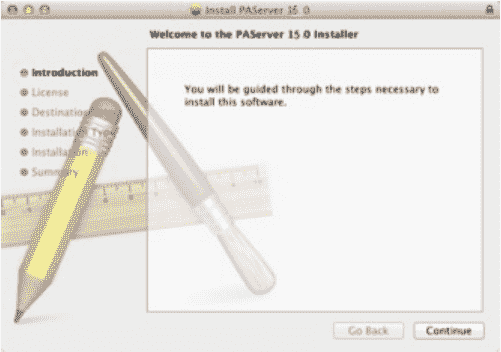 Install PAServer 15.0
Welcome to the PAServer 15.0 Installer
Introduction
License
Destination
Installation Type
Installation
Summary
You will be guided through the steps necessary to
install this software.
Go Back
Continue